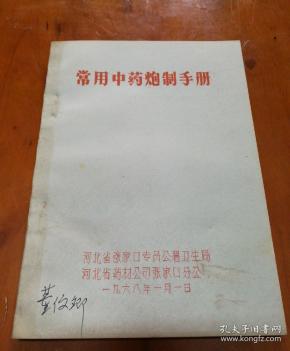 常用中药炮制手册
河北省张家口专员公署卫生局
河北省药材公司张家口分公司
一九六八年一月一日
孔夫子旧书网